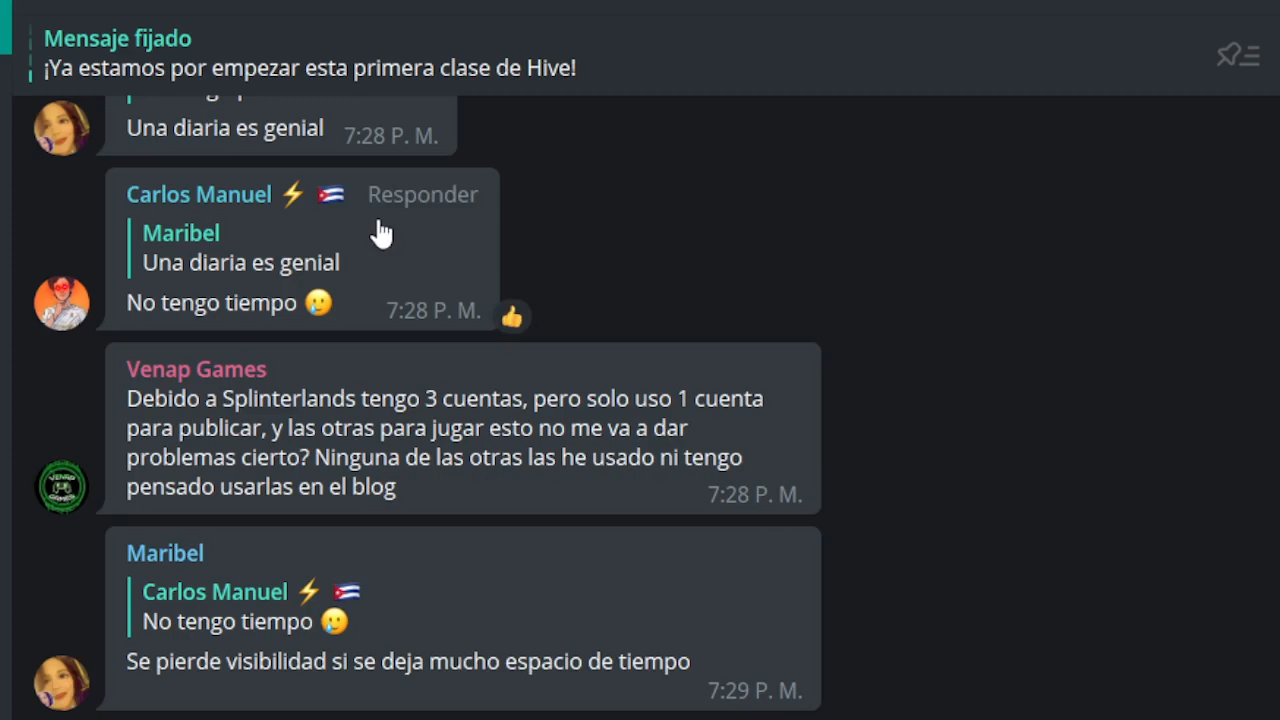 Mensaje fijado
¡Ya estamos por empezar esta primera clase de Hive!
Una diaria es genial 7:28 P. M.
Carlos Manuel ⚡ 🇨🇺 Responder
Maribel
Una diaria es genial
No tengo tiempo 🥲 7:28 P. M.
👍
Venap Games
Debido a Splinterlands tengo 3 cuentas, pero solo uso 1 cuenta
para publicar, y las otras para jugar esto no me va a dar
problemas cierto? Ninguna de las otras las he usado ni tengo
pensado usarlas en el blog 7:28 P. M.
VENAP
GAMES
Maribel
Carlos Manuel ⚡ 🇨🇺
No tengo tiempo 🥲
Se pierde visibilidad si se deja mucho espacio de tiempo
7:29 P. M.